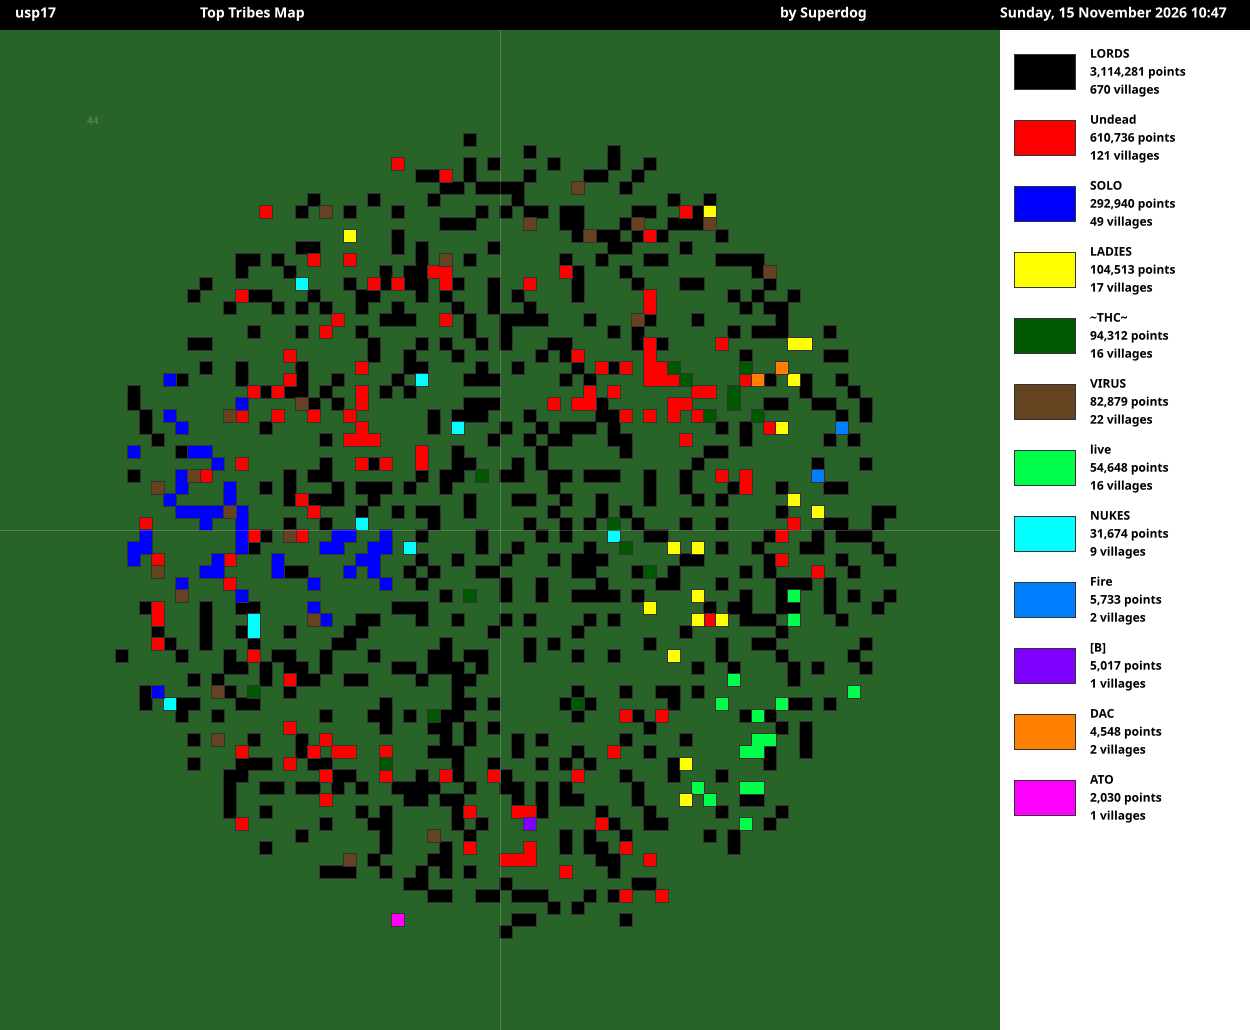 usp17 Top Tribes Map by Superdog Sunday, 15 November 2026 10:47
44
LORDS
3,114,281 points
670 villages
Undead
610,736 points
121 villages
SOLO
292,940 points
49 villages
LADIES
104,513 points
17 villages
~THC~
94,312 points
16 villages
VIRUS
82,879 points
22 villages
live
54,648 points
16 villages
NUKES
31,674 points
9 villages
Fire
5,733 points
2 villages
[B]
5,017 points
1 villages
DAC
4,548 points
2 villages
ATO
2,030 points
1 villages